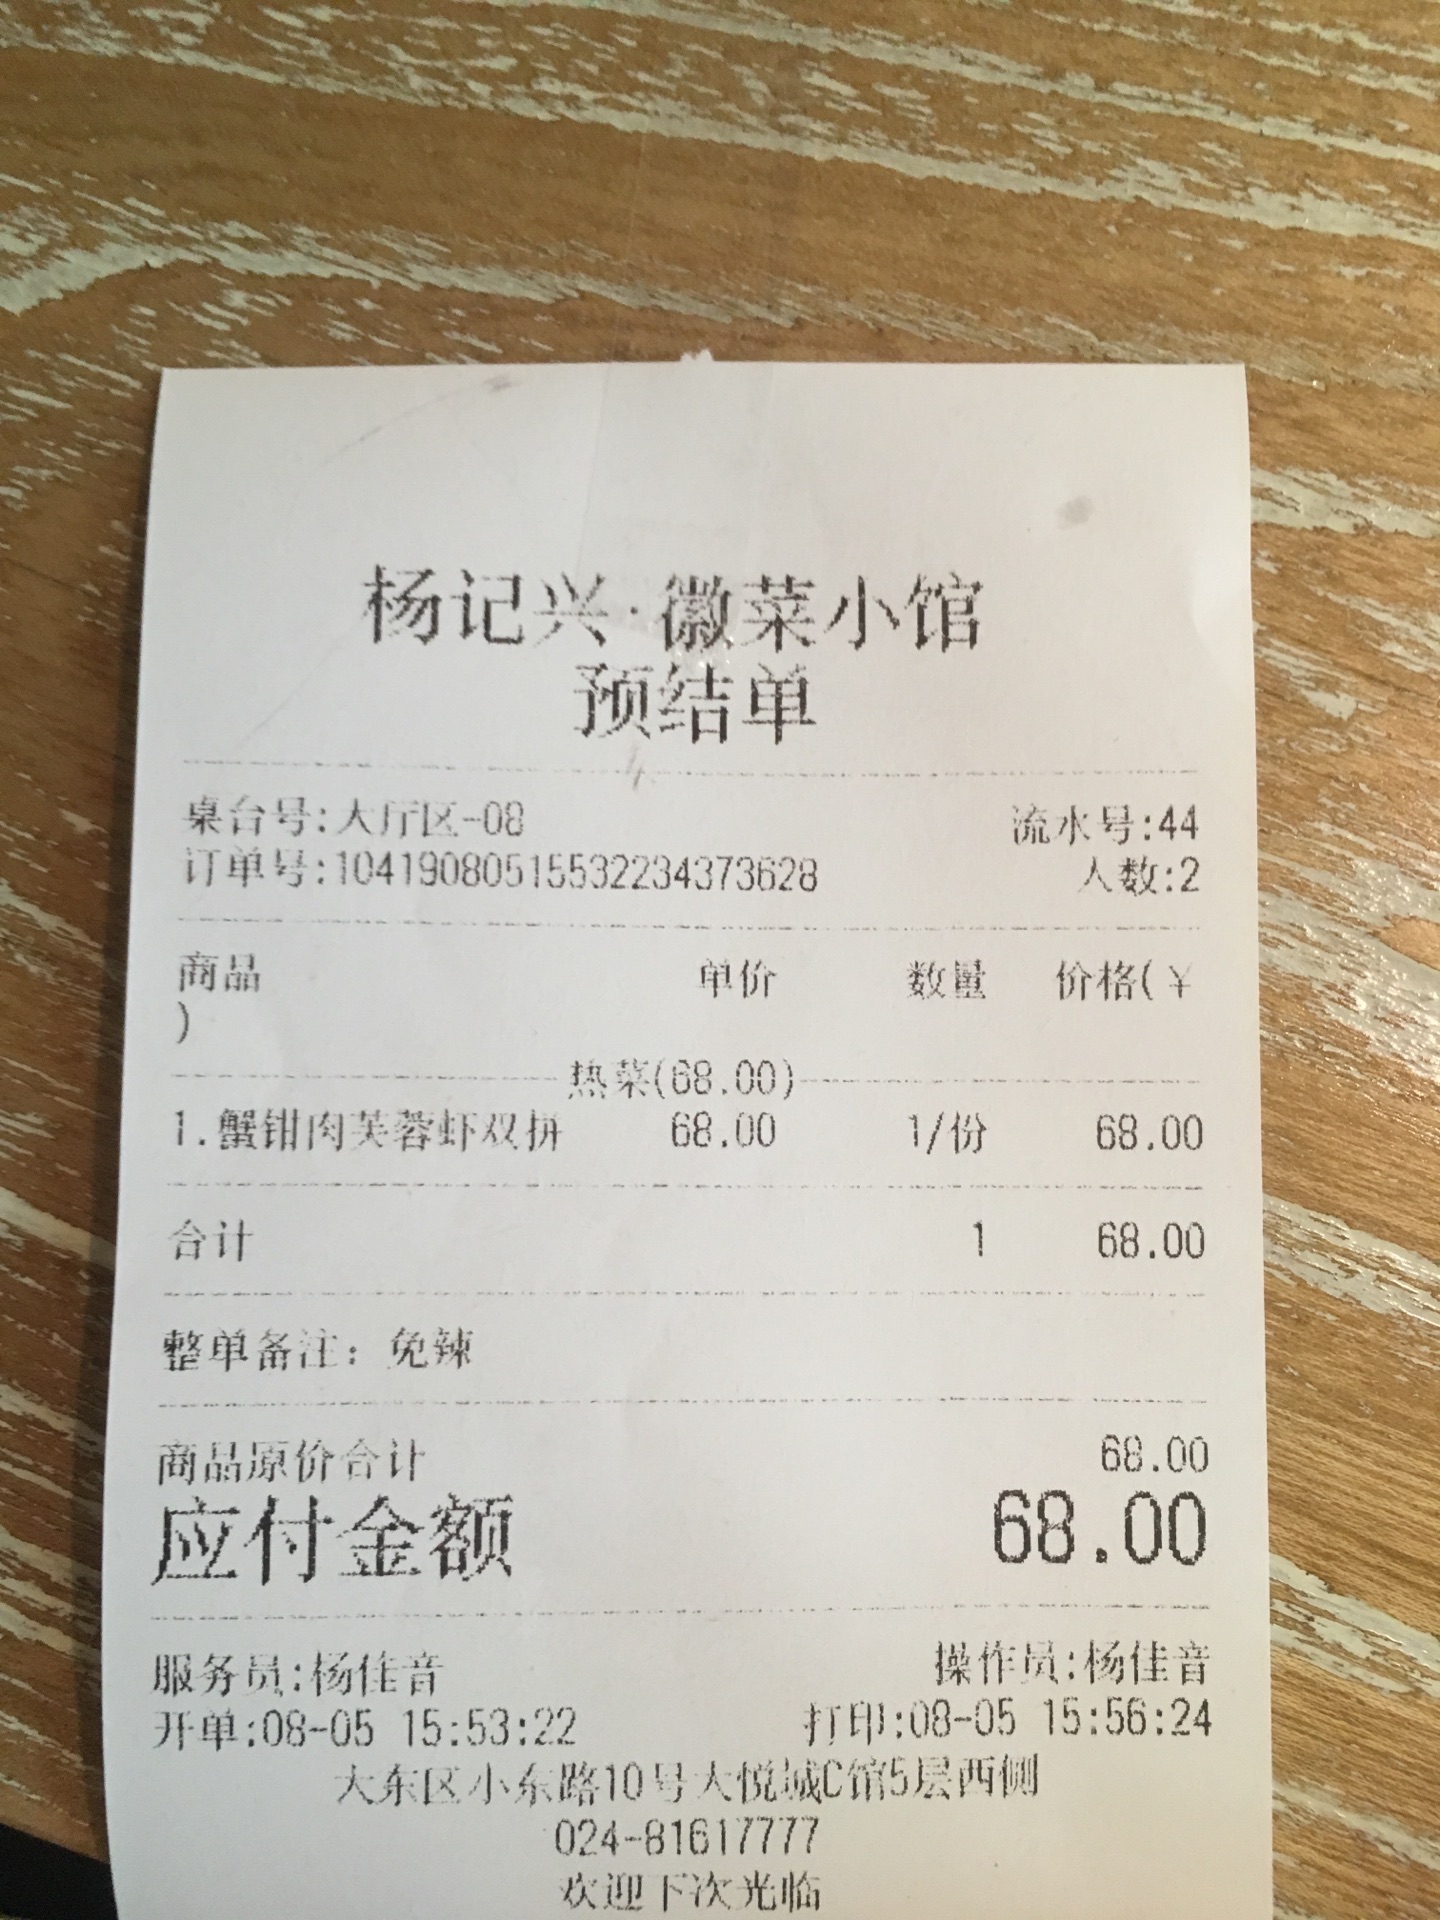 杨记兴·徽菜小馆
预结单
桌台号:大厅区-08 流水号:44
订单号:10419080515532234373628 人数:2
商品 单价 数量 价格(￥
)
热菜(68.00)
1.蟹钳肉芙蓉虾双拼 68.00 1/份 68.00
合计 1 68.00
整单备注：免辣
商品原价合计 68.00
应付金额 68.00
服务员:杨佳音 操作员:杨佳音
开单:08-05 15:53:22 打印:08-05 15:56:24
大东区小东路10号大悦城C馆5层西侧
024-81617777
欢迎下次光临